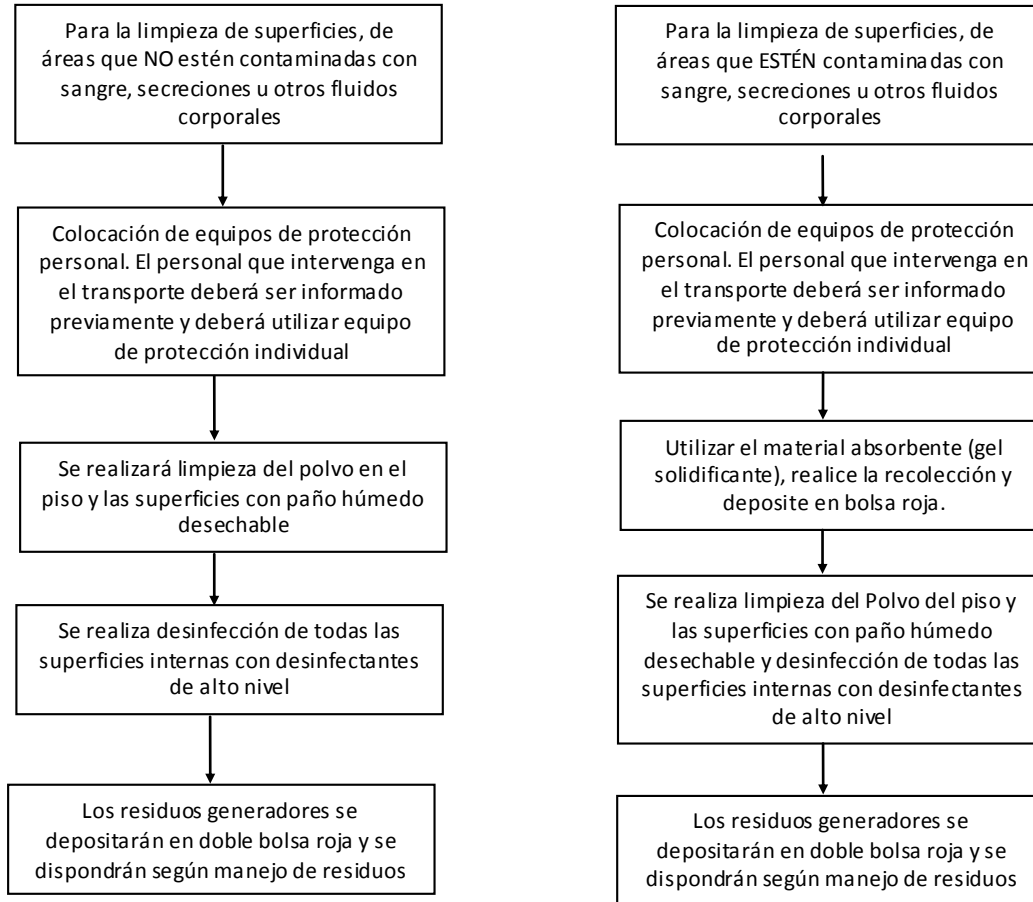 Para la limpieza de superficies, de
áreas que NO estén contaminadas con
sangre, secreciones u otros fluidos
corporales
Colocación de equipos de protección
personal. El personal que intervenga en
el transporte deberá ser informado
previamente y deberá utilizar equipo
de protección individual
Se realizará limpieza del polvo en el
piso y las superficies con paño húmedo
desechable
Se realiza desinfección de todas las
superficies internas con desinfectantes
de alto nivel
Los residuos generadores se
depositarán en doble bolsa roja y se
dispondrán según manejo de residuos
Para la limpieza de superficies, de
áreas que ESTÉN contaminadas con
sangre, secreciones u otros fluidos
corporales
Colocación de equipos de protección
personal. El personal que intervenga en
el transporte deberá ser informado
previamente y deberá utilizar equipo
de protección individual
Utilizar el material absorbente (gel
solidificante), realice la recolección y
deposite en bolsa roja.
Se realiza limpieza del Polvo del piso y
las superficies con paño húmedo
desechable y desinfección de todas las
superficies internas con desinfectantes
de alto nivel
Los residuos generadores se
depositarán en doble bolsa roja y se
dispondrán según manejo de residuos